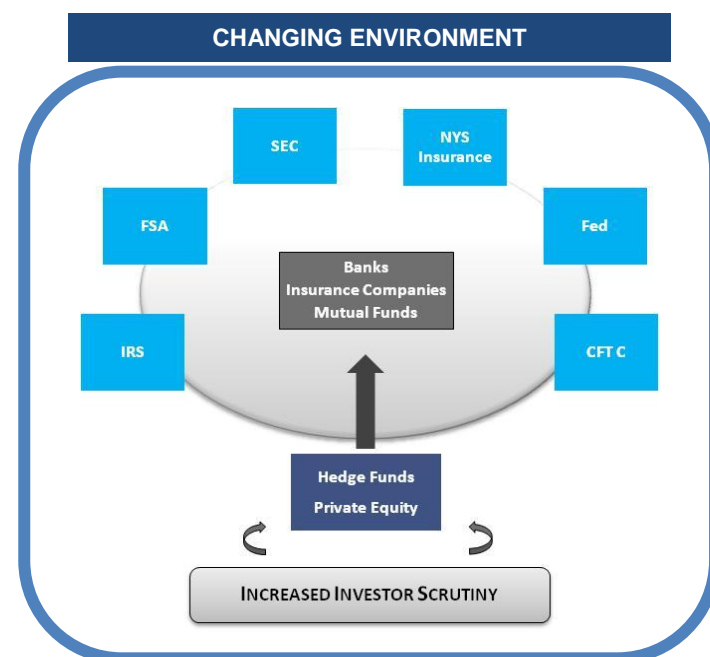 CHANGING ENVIRONMENT
SEC
NYS
Insurance
FSA
Fed
Banks
Insurance Companies
Mutual Funds
IRS
CFT C
Hedge Funds
Private Equity
INCREASED INVESTOR SCRUTINY